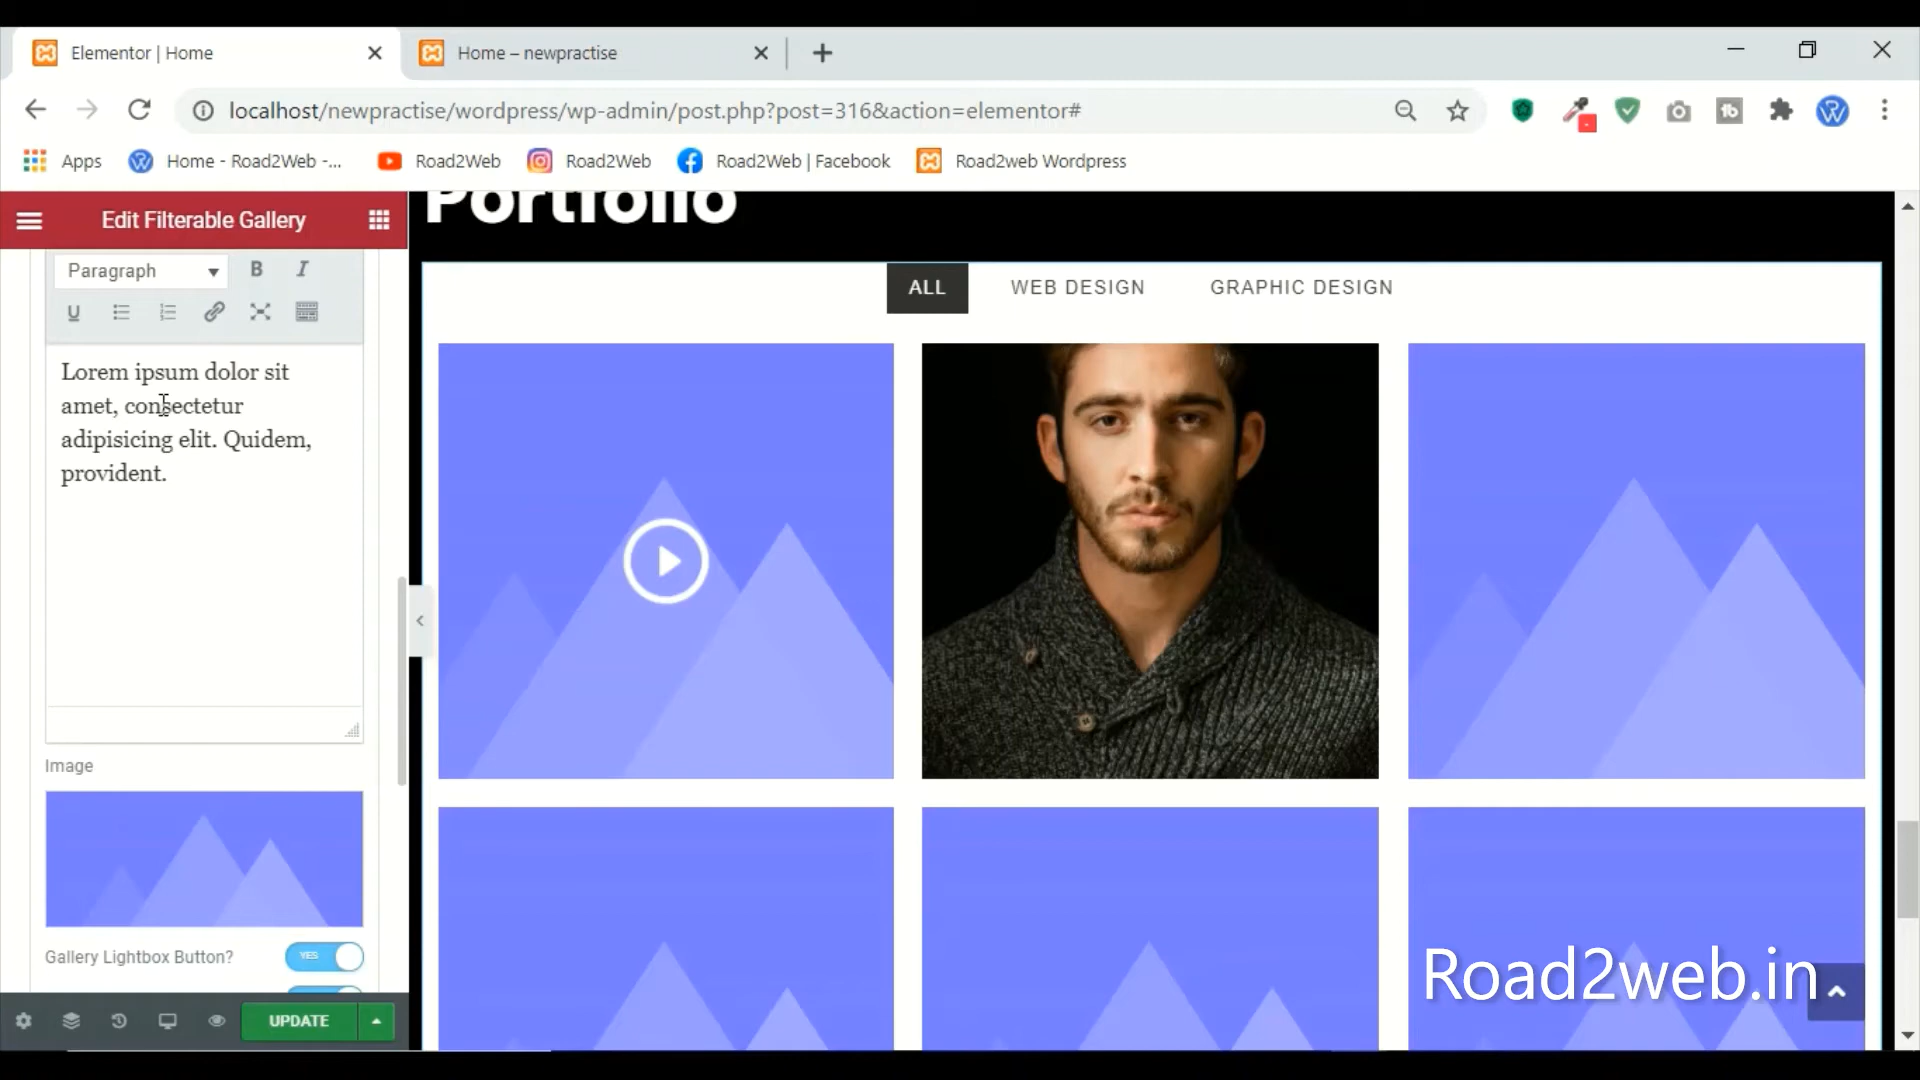 Elementor | Home
Home – newpractise
localhost/newpractise/wordpress/wp-admin/post.php?post=316&action=elementor#
Apps
Home - Road2Web -...
Road2Web
Road2Web
Road2Web | Facebook
Road2web Wordpress
Edit Filterable Gallery
Portfolio
Paragraph
B I
U
ALL
WEB DESIGN
GRAPHIC DESIGN
Lorem ipsum dolor sit
amet, consectetur
adipisicing elit. Quidem,
provident.
Image
Gallery Lightbox Button?
YES
UPDATE
Road2web.in